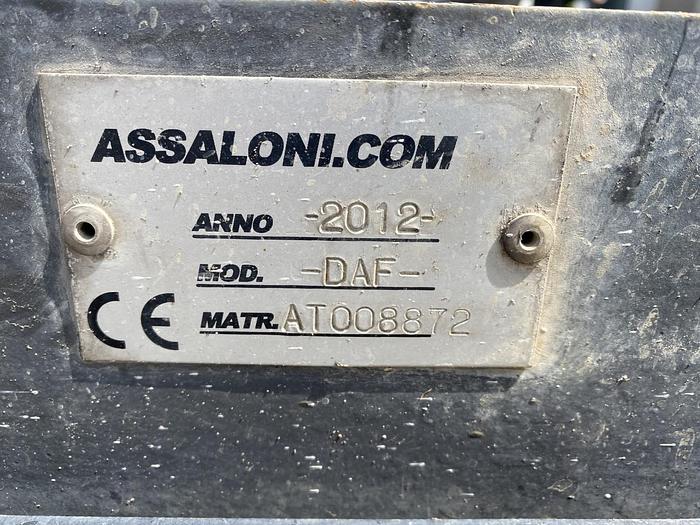 ASSALONI.COM
ANNO -2012-
MOD. -DAF-
CE MATR. AT008872